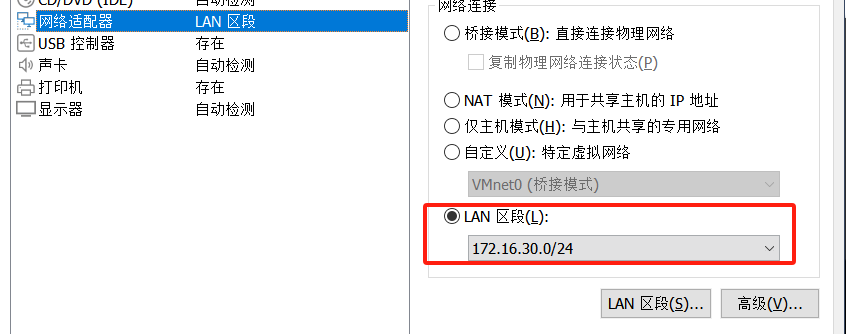 CD/DVD (IDE) 自动检测
网络适配器 LAN 区段
USB 控制器 存在
声卡 自动检测
打印机 存在
显示器 自动检测
网络连接
桥接模式(B): 直接连接物理网络
复制物理网络连接状态(P)
NAT 模式(N): 用于共享主机的 IP 地址
仅主机模式(H): 与主机共享的专用网络
自定义(U): 特定虚拟网络
VMnet0 (桥接模式)
LAN 区段(L):
172.16.30.0/24
LAN 区段(S)...
高级(V)...